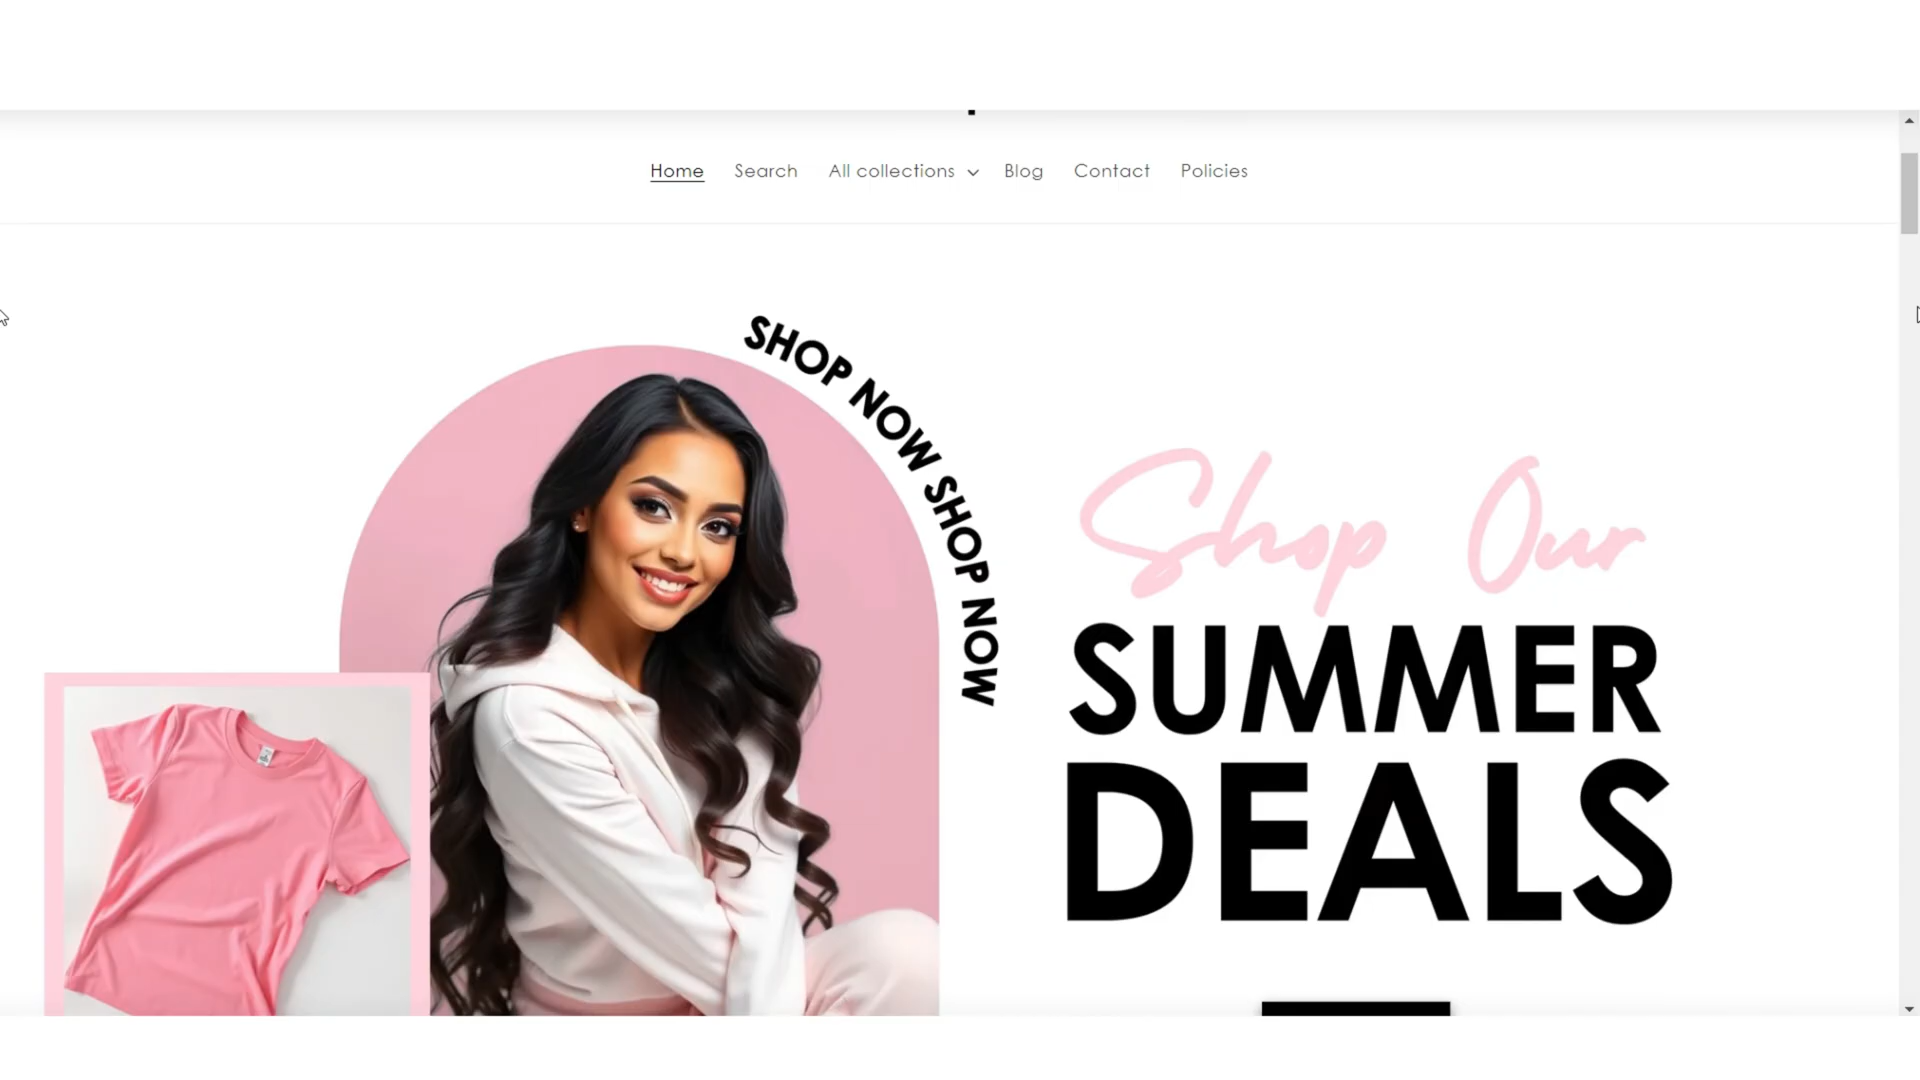 Home Search All collections Blog Contact Policies
SHOP NOW SHOP NOW
Shop Our
SUMMER
DEALS